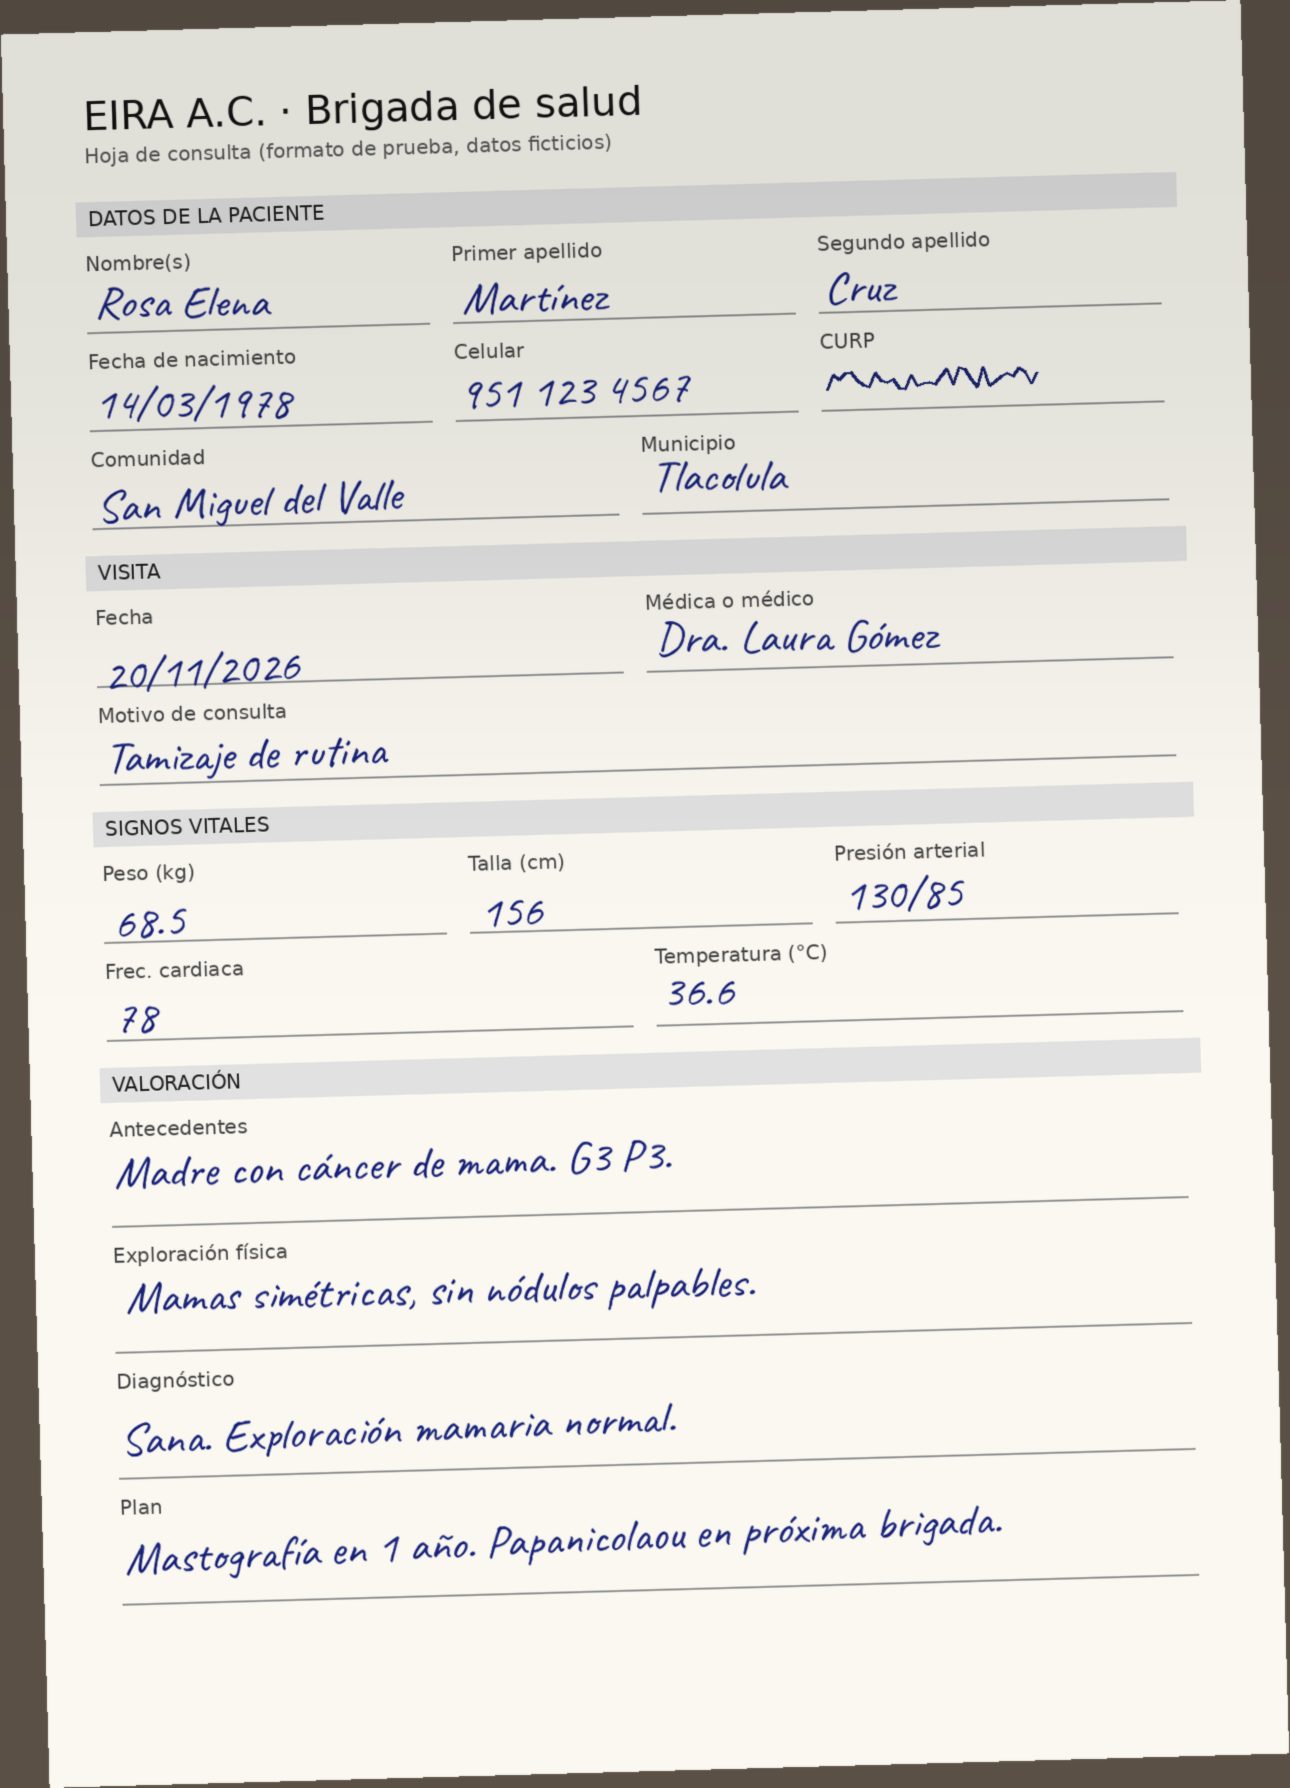 EIRA A.C. · Brigada de salud
Hoja de consulta (formato de prueba, datos ficticios)
DATOS DE LA PACIENTE
Nombre(s) Primer apellido Segundo apellido
Rosa Elena Martínez Cruz
Fecha de nacimiento Celular CURP
14/03/1978 951 123 4567
Comunidad Municipio
San Miguel del Valle Tlacolula
VISITA
Fecha Médica o médico
20/11/2026 Dra. Laura Gómez
Motivo de consulta
Tamizaje de rutina
SIGNOS VITALES
Peso (kg) Talla (cm) Presión arterial
68.5 156 130/85
Frec. cardiaca Temperatura (°C)
78 36.6
VALORACIÓN
Antecedentes
Madre con cáncer de mama. G3 P3.
Exploración física
Mamas simétricas, sin nódulos palpables.
Diagnóstico
Sana. Exploración mamaria normal.
Plan
Mastografía en 1 año. Papanicolaou en próxima brigada.